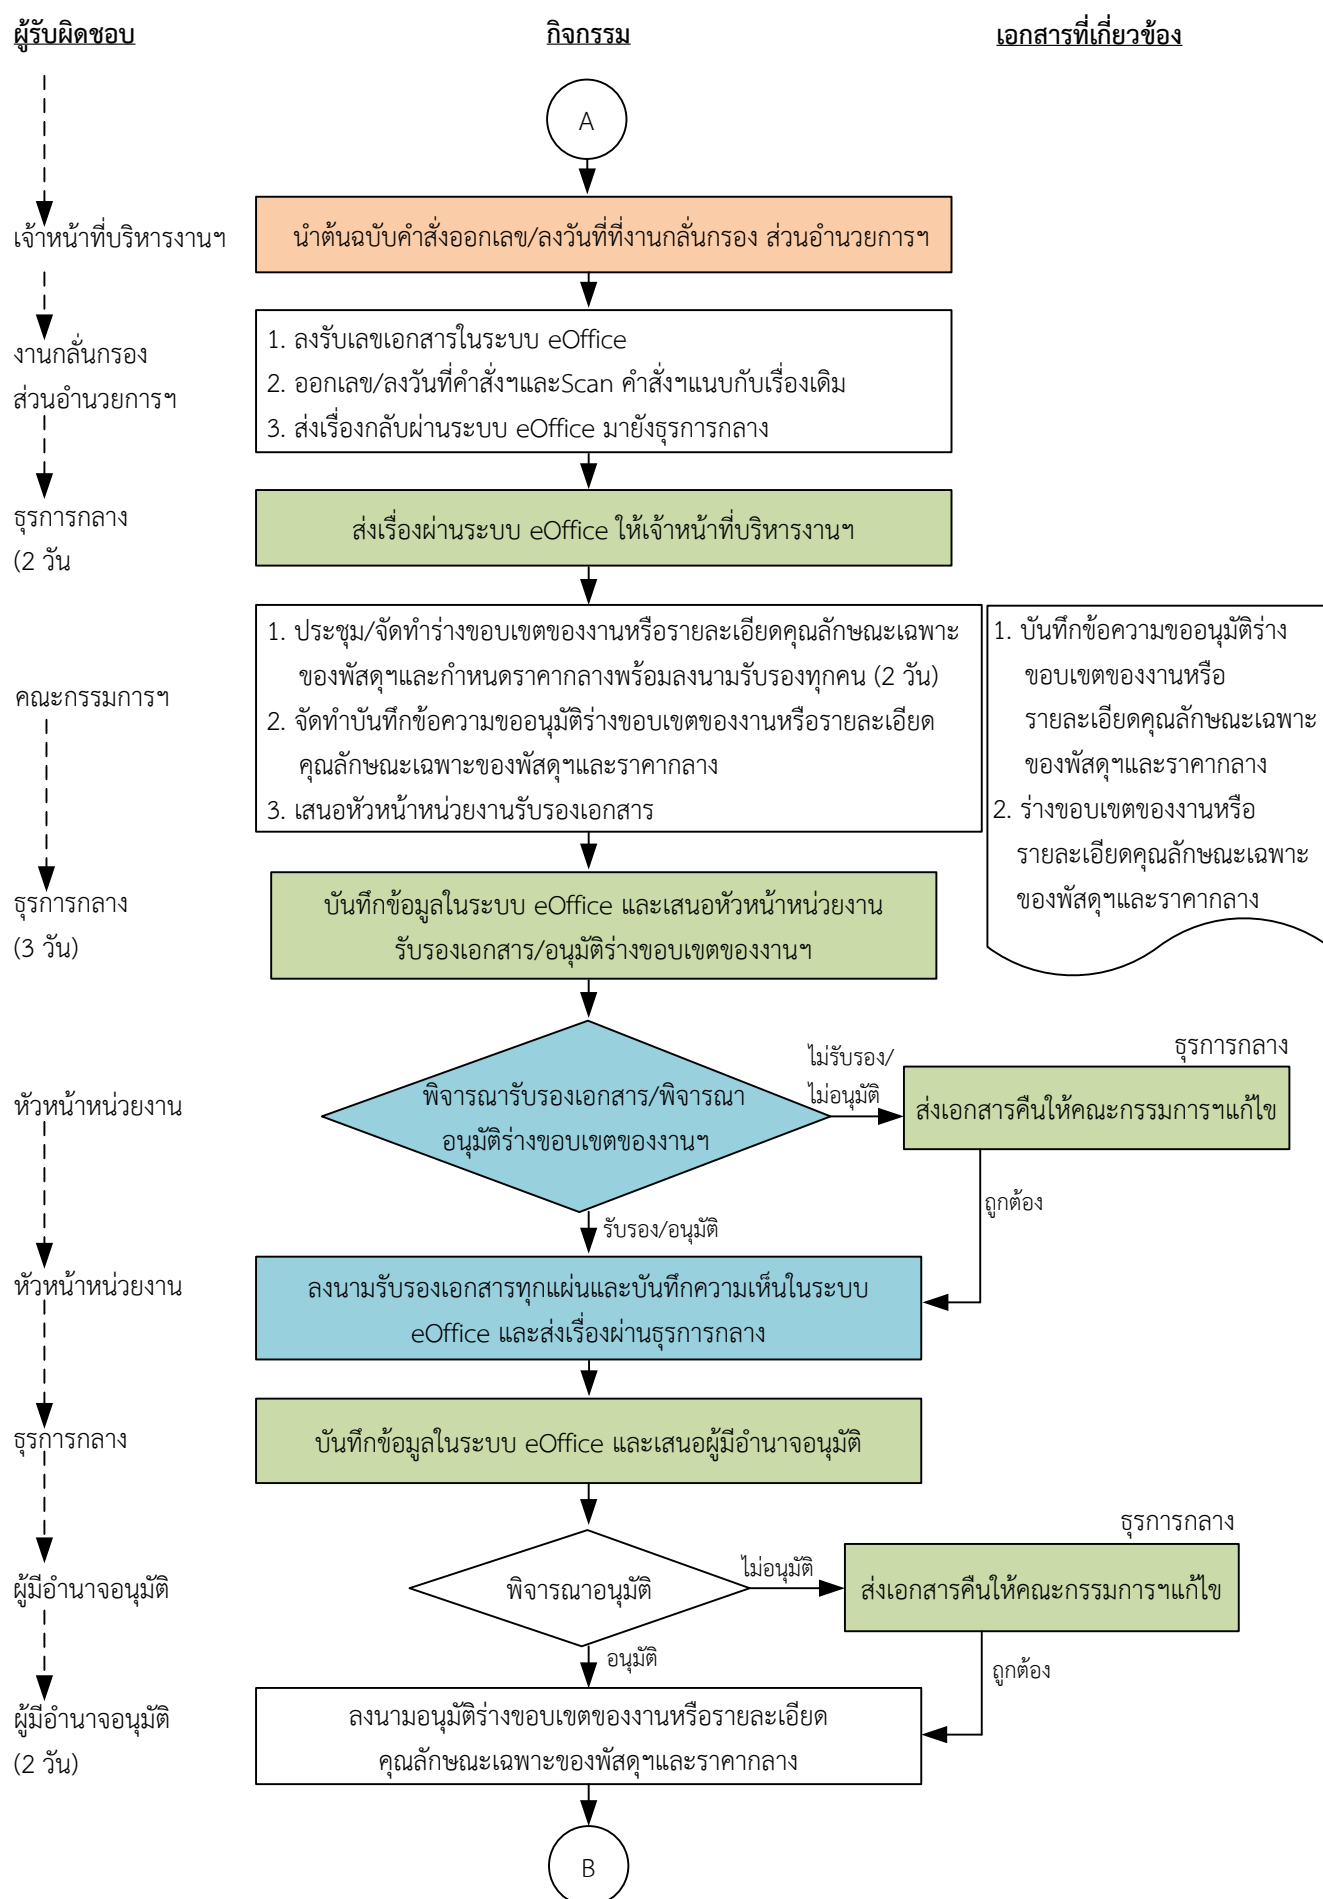 ผู้รับผิดชอบ
กิจกรรม
เอกสารที่เกี่ยวข้อง
A
เจ้าหน้าที่บริหารงานฯ
นำต้นฉบับคำสั่งออกเลข/ลงวันที่ที่งานกลั่นกรอง ส่วนอำนวยการฯ
งานกลั่นกรอง
ส่วนอำนวยการฯ
1. ลงรับเลขเอกสารในระบบ eOffice
2. ออกเลข/ลงวันที่คำสั่งฯและScan คำสั่งฯแนบกับเรื่องเดิม
3. ส่งเรื่องกลับผ่านระบบ eOffice มายังธุรการกลาง
ธุรการกลาง
(2 วัน
ส่งเรื่องผ่านระบบ eOffice ให้เจ้าหน้าที่บริหารงานฯ
คณะกรรมการฯ
1. ประชุม/จัดทำร่างขอบเขตของงานหรือรายละเอียดคุณลักษณะเฉพาะ
ของพัสดุฯและกำหนดราคากลางพร้อมลงนามรับรองทุกคน (2 วัน)
2. จัดทำบันทึกข้อความขออนุมัติร่างขอบเขตของงานหรือรายละเอียด
คุณลักษณะเฉพาะของพัสดุฯและราคากลาง
3. เสนอหัวหน้าหน่วยงานรับรองเอกสาร
1. บันทึกข้อความขออนุมัติร่าง
ขอบเขตของงานหรือ
รายละเอียดคุณลักษณะเฉพาะ
ของพัสดุฯและราคากลาง
2. ร่างขอบเขตของงานหรือ
รายละเอียดคุณลักษณะเฉพาะ
ของพัสดุฯและราคากลาง
ธุรการกลาง
(3 วัน)
บันทึกข้อมูลในระบบ eOffice และเสนอหัวหน้าหน่วยงาน
รับรองเอกสาร/อนุมัติร่างขอบเขตของงานฯ
หัวหน้าหน่วยงาน
พิจารณารับรองเอกสาร/พิจารณา
อนุมัติร่างขอบเขตของงานฯ
ไม่รับรอง/
ไม่อนุมัติ
ธุรการกลาง
ส่งเอกสารคืนให้คณะกรรมการฯแก้ไข
ถูกต้อง
รับรอง/อนุมัติ
หัวหน้าหน่วยงาน
ลงนามรับรองเอกสารทุกแผ่นและบันทึกความเห็นในระบบ
eOffice และส่งเรื่องผ่านธุรการกลาง
ธุรการกลาง
บันทึกข้อมูลในระบบ eOffice และเสนอผู้มีอำนาจอนุมัติ
ผู้มีอำนาจอนุมัติ
พิจารณาอนุมัติ
ไม่อนุมัติ
ธุรการกลาง
ส่งเอกสารคืนให้คณะกรรมการฯแก้ไข
อนุมัติ
ถูกต้อง
ผู้มีอำนาจอนุมัติ
(2 วัน)
ลงนามอนุมัติร่างขอบเขตของงานหรือรายละเอียด
คุณลักษณะเฉพาะของพัสดุฯและราคากลาง
B